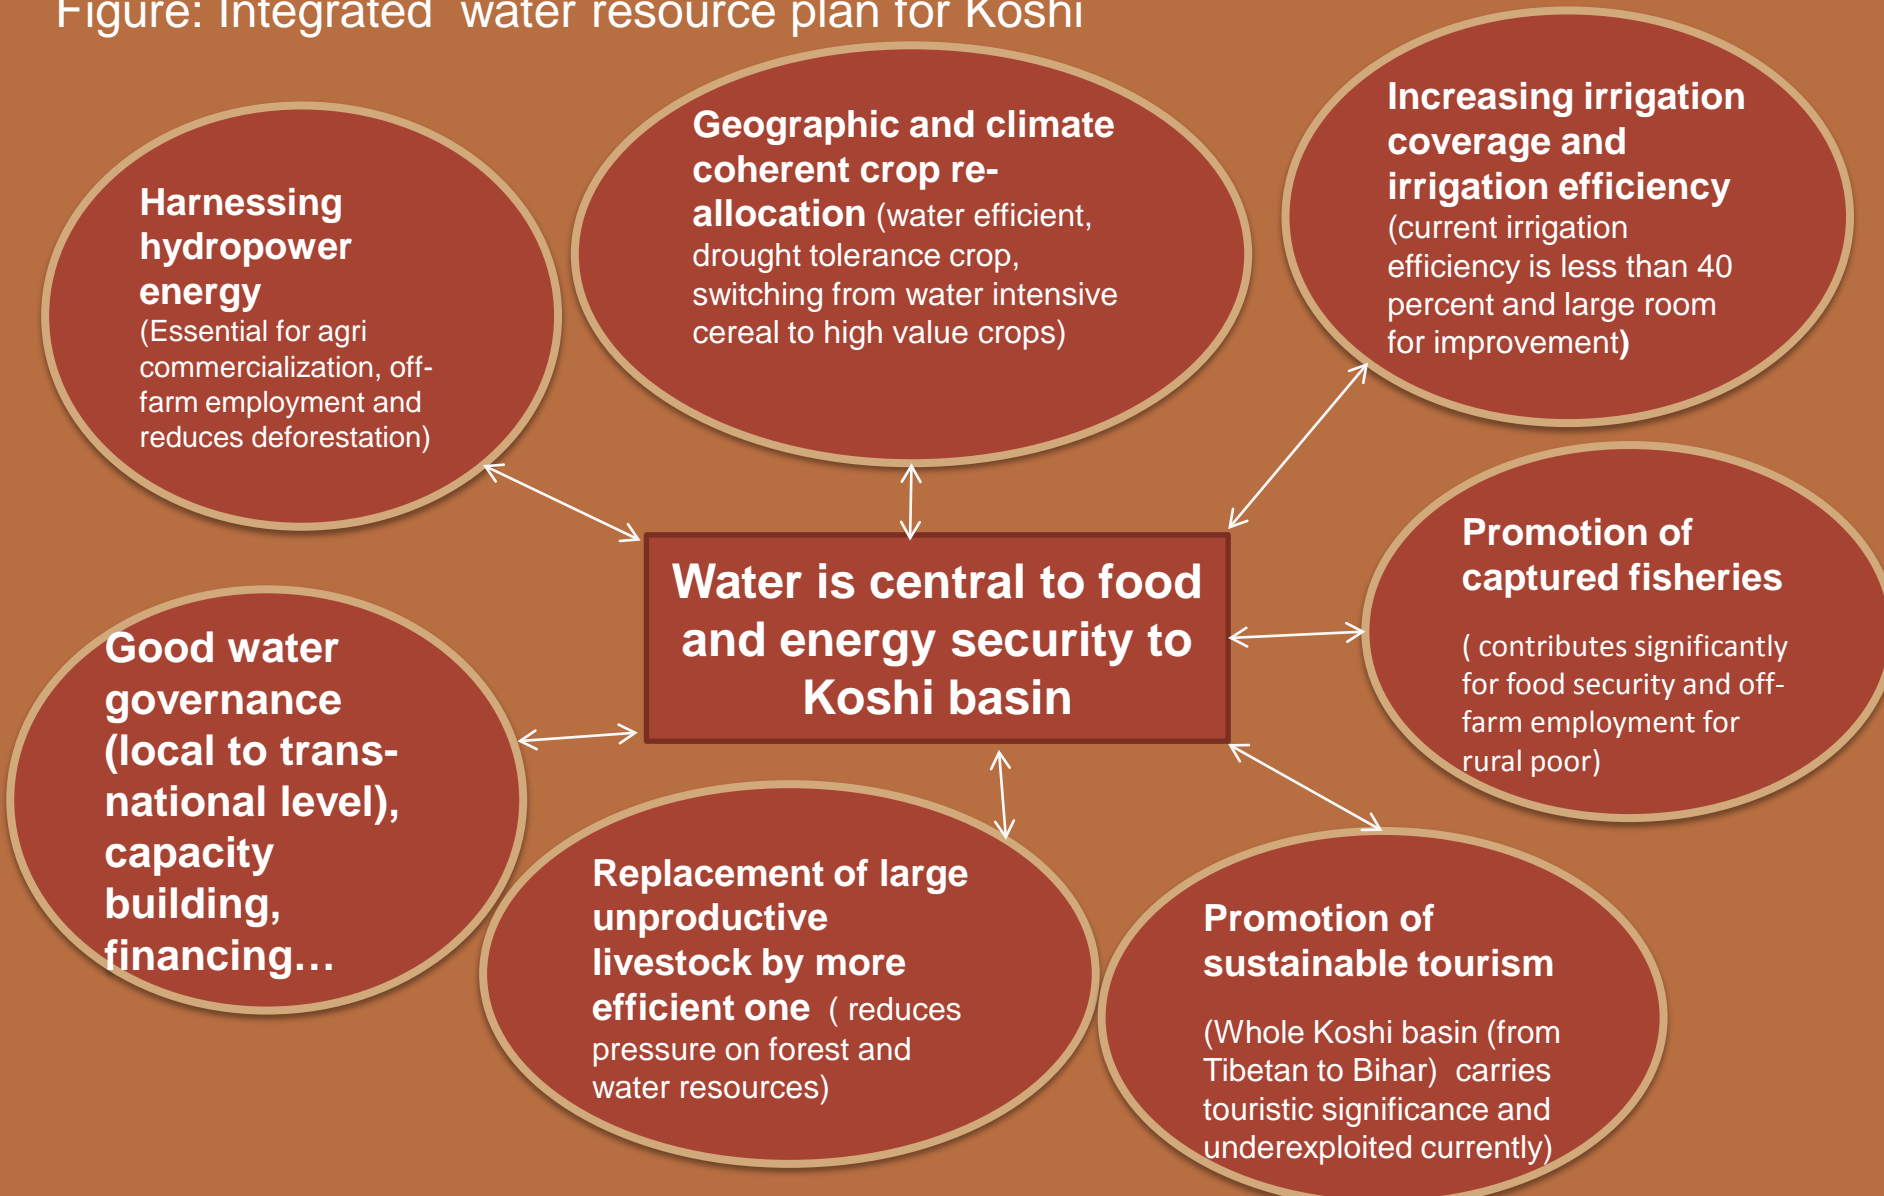 Figure: Integrated water resource plan for Koshi
Harnessing
hydropower
energy
(Essential for agri
commercialization, off-
farm employment and
reduces deforestation)
Geographic and climate
coherent crop re-
allocation (water efficient,
drought tolerance crop,
switching from water intensive
cereal to high value crops)
Increasing irrigation
coverage and
irrigation efficiency
(current irrigation
efficiency is less than 40
percent and large room
for improvement)
Water is central to food
and energy security to
Koshi basin
Promotion of
captured fisheries
( contributes significantly
for food security and off-
farm employment for
rural poor)
Good water
governance
(local to trans-
national level),
capacity
building,
financing…
Replacement of large
unproductive
livestock by more
efficient one ( reduces
pressure on forest and
water resources)
Promotion of
sustainable tourism
(Whole Koshi basin (from
Tibetan to Bihar) carries
touristic significance and
underexploited currently)